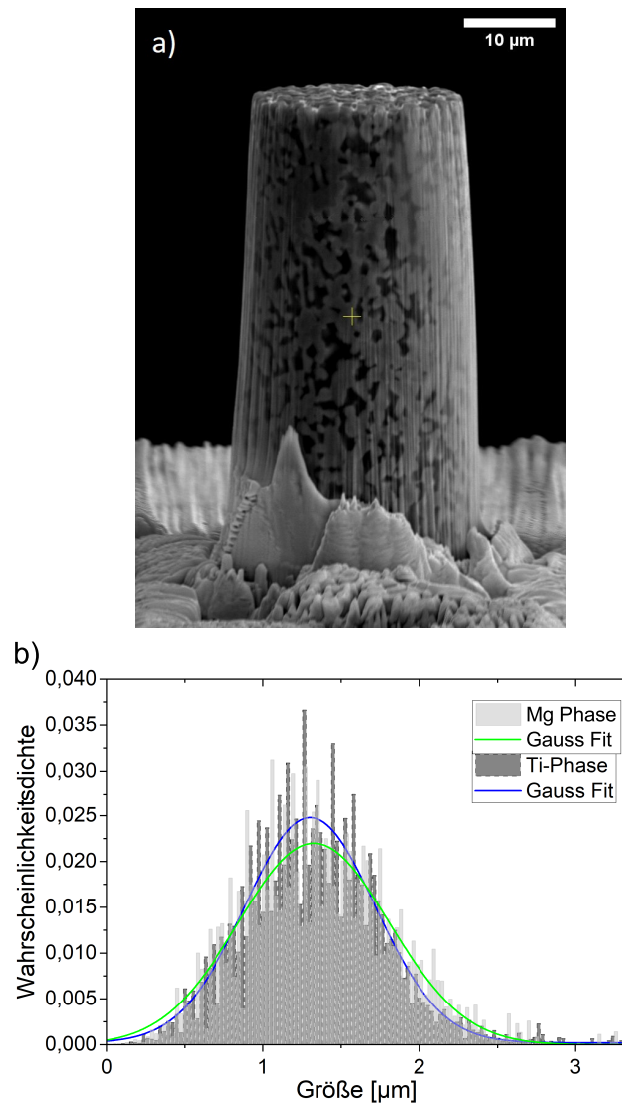 a)
10 µm
b)
Wahrscheinlichkeitsdichte
0,040
0,035
0,030
0,025
0,020
0,015
0,010
0,005
0,000
Mg Phase
Gauss Fit
Ti-Phase
Gauss Fit
0
1
2
3
Größe [µm]